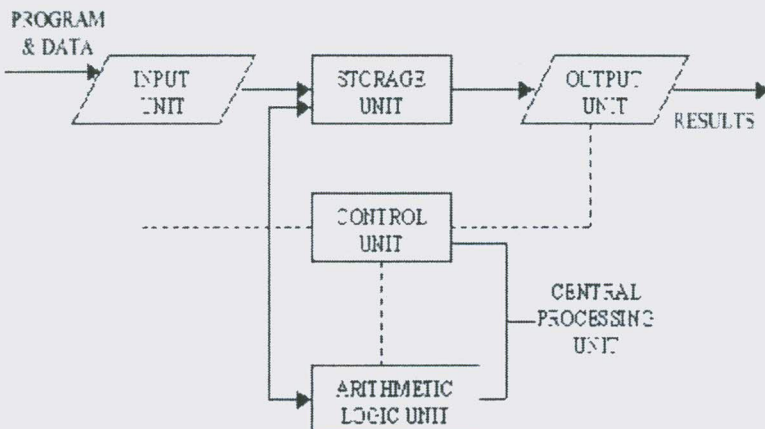 PROGRAM
& DATA
INPUT
UNIT
STORAGE
UNIT
OUTPUT
UNIT
RESULTS
CONTROL
UNIT
CENTRAL
PROCESSING
UNIT
ARITHMETIC
LOGIC UNIT